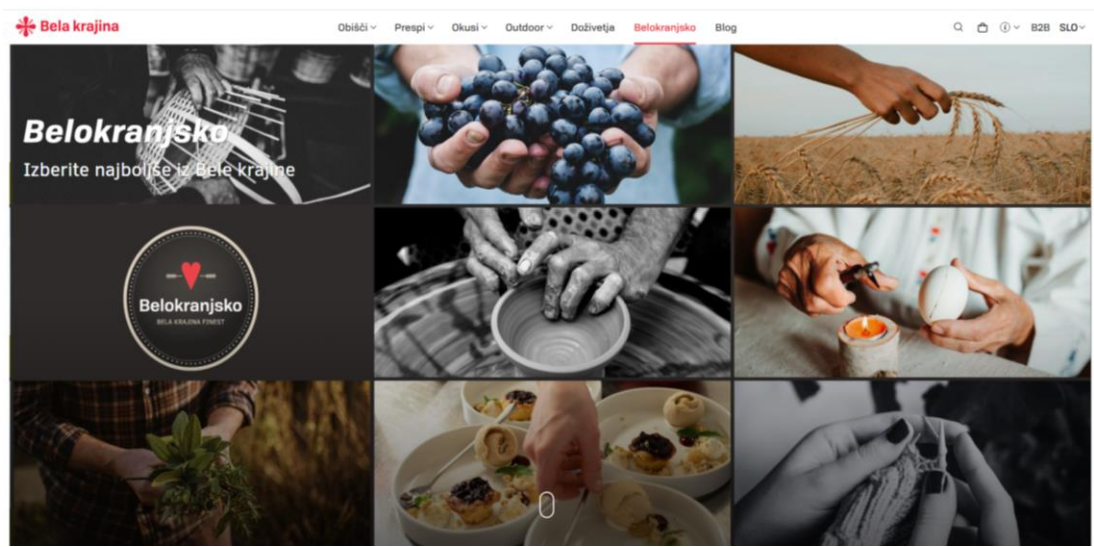 Bela krajina
Obišči Prespi Okusi Outdoor Doživetja Belokranjsko Blog
B2B SLO
Belokranjsko
Izberite najboljše iz Bele krajine
Belokranjsko
BELA KRAJINA FINEST